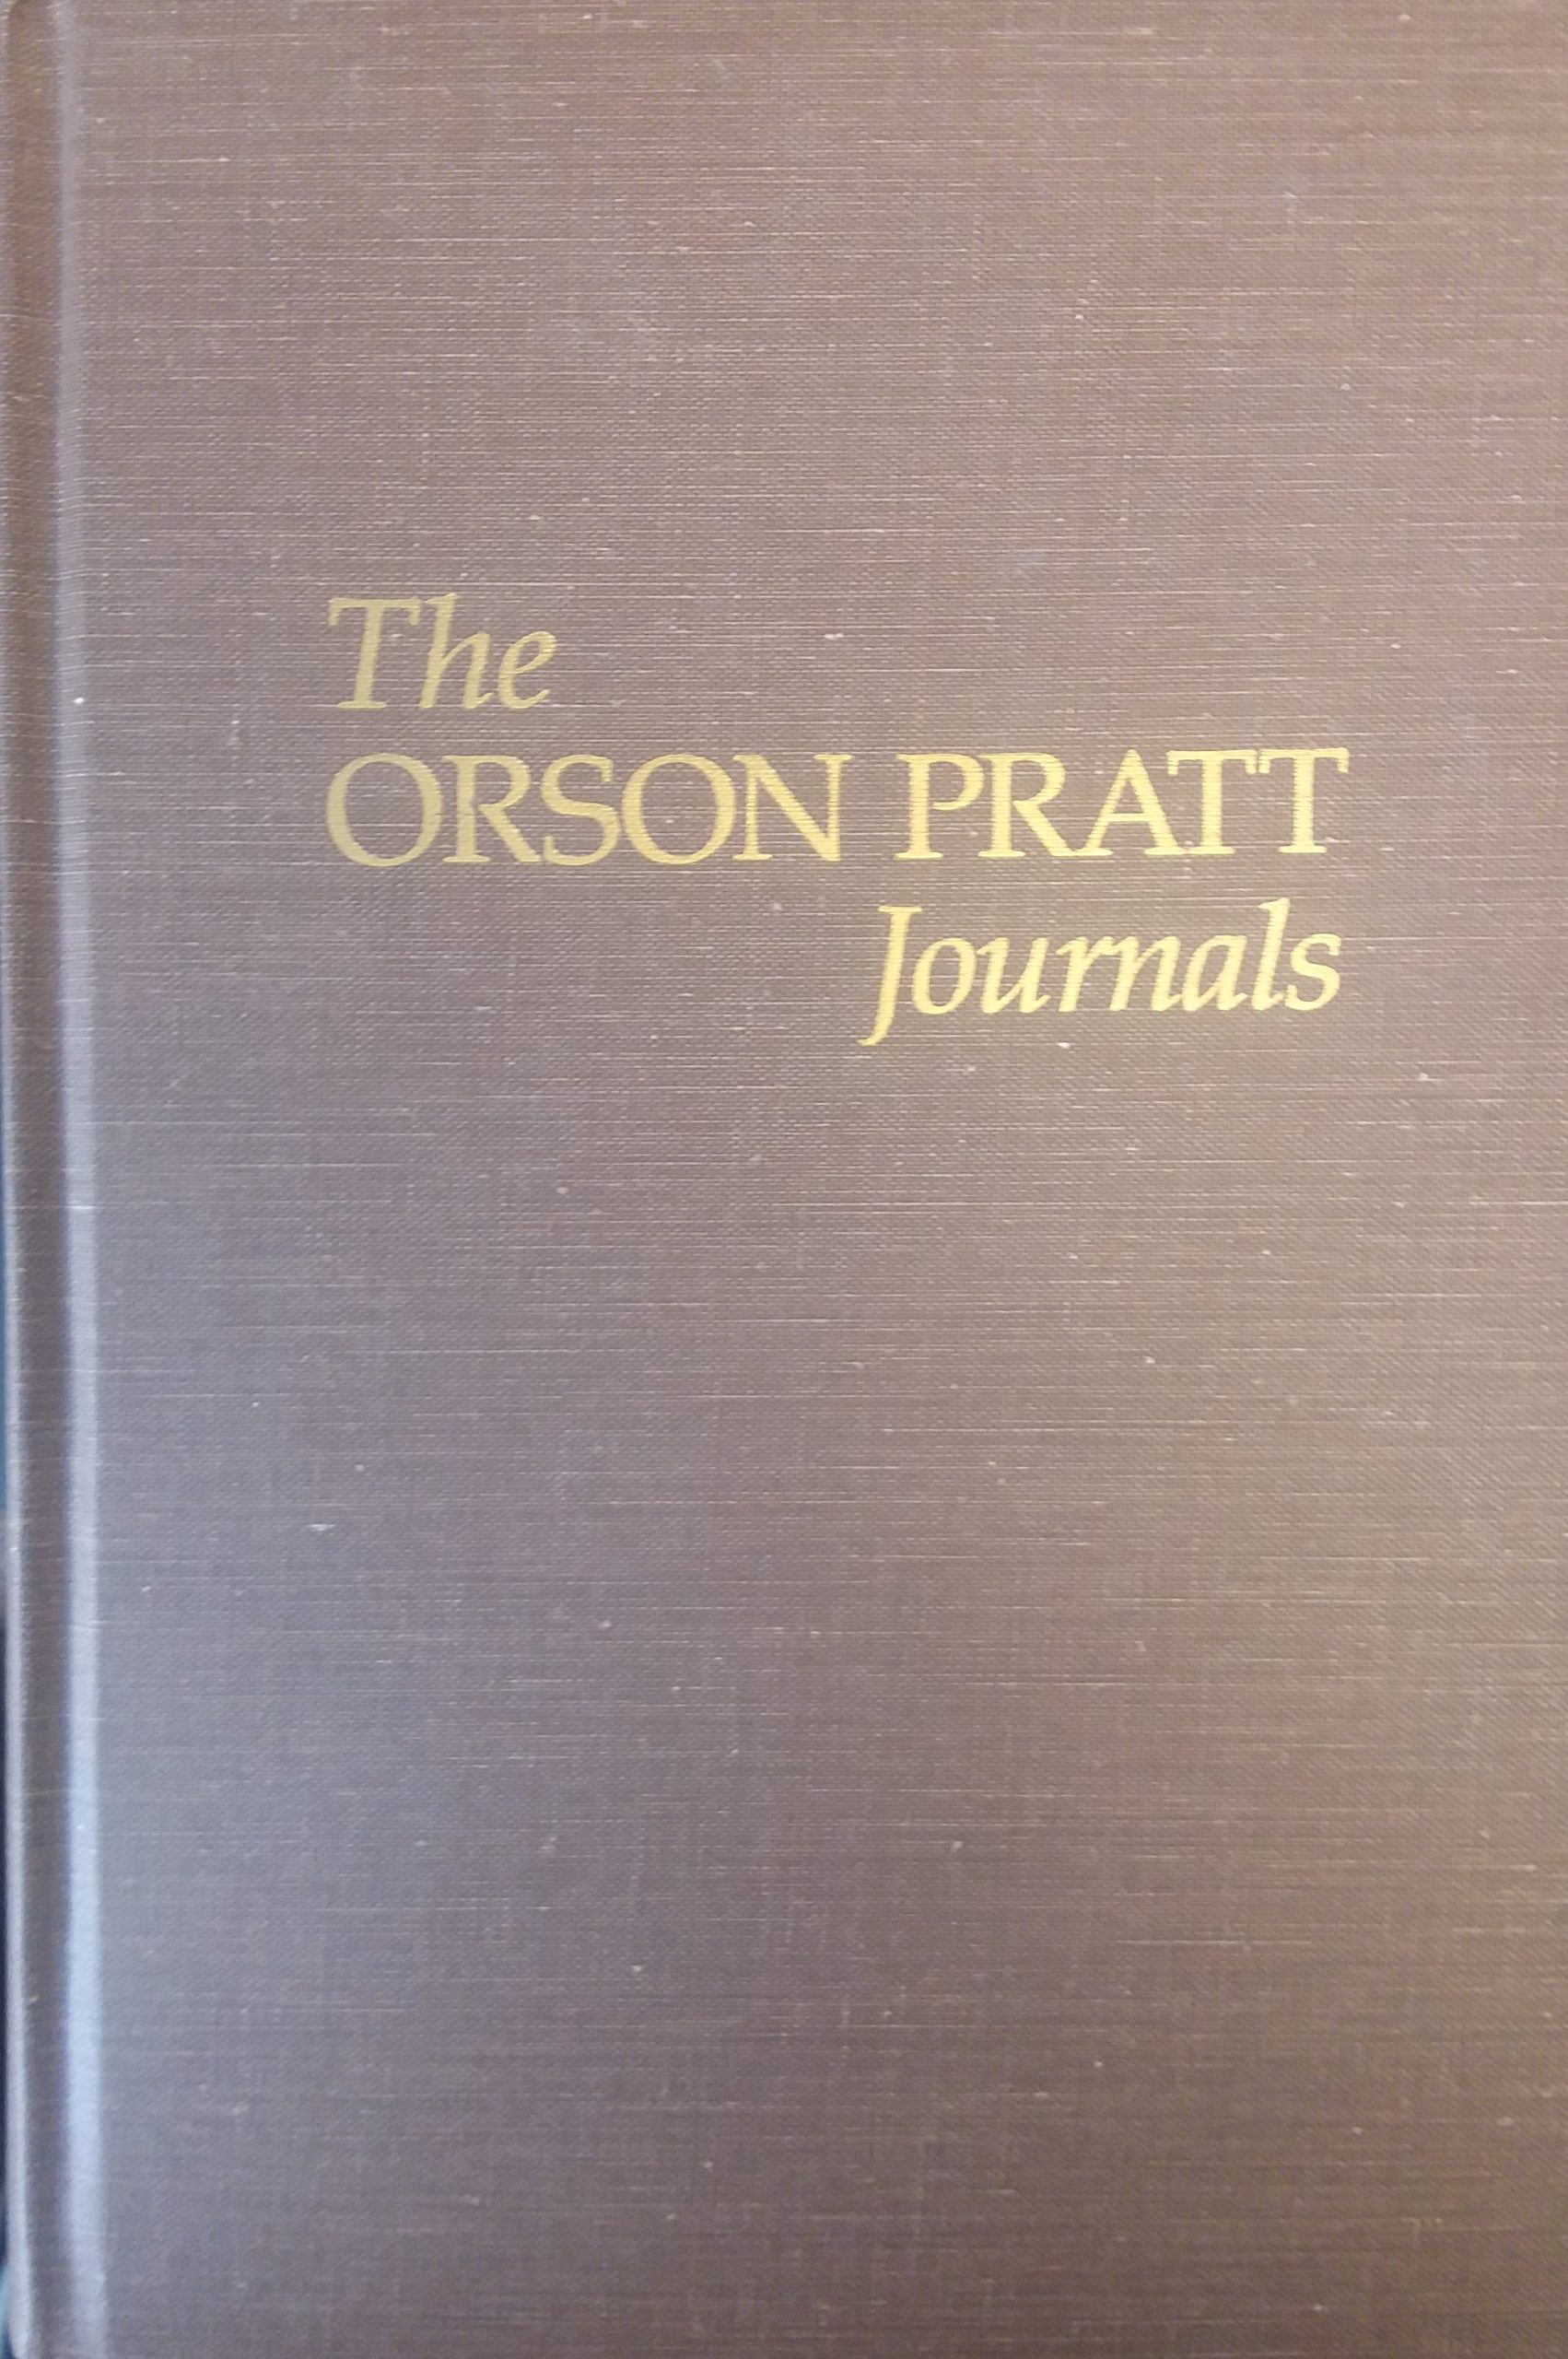 The
ORSON PRATT
Journals